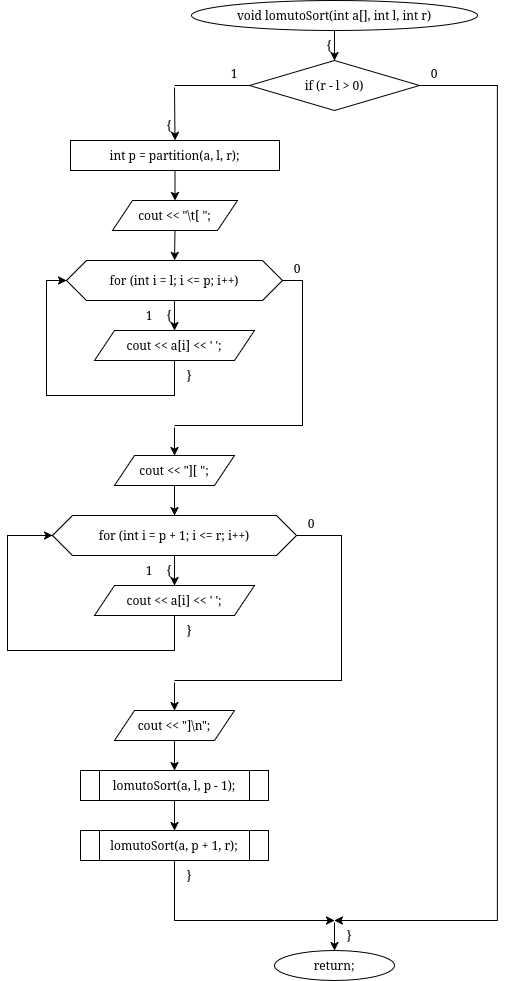 void lomutoSort(int a[], int l, int r)
{
1
if (r - l > 0)
0
{
int p = partition(a, l, r);
cout << "\t[ ";
for (int i = l; i <= p; i++)
0
1
{
cout << a[i] << ' ';
}
cout << "][ ";
for (int i = p + 1; i <= r; i++)
0
1
{
cout << a[i] << ' ';
}
cout << "]\n";
lomutoSort(a, l, p - 1);
lomutoSort(a, p + 1, r);
}
}
return;